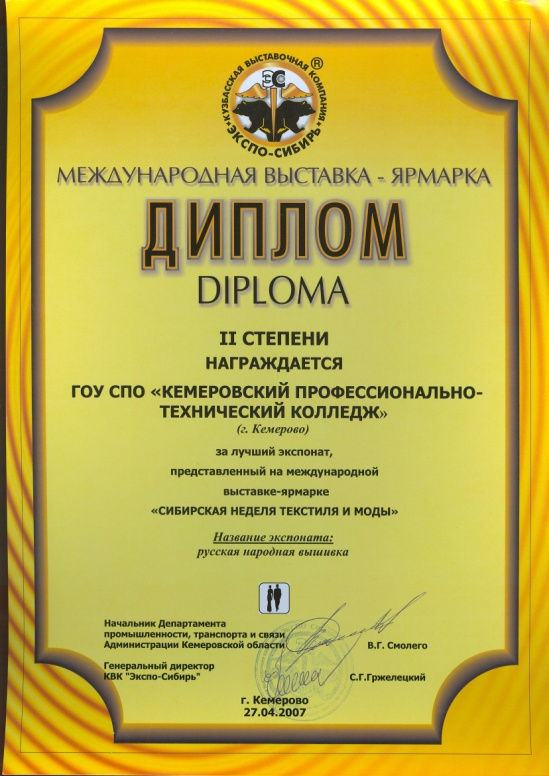 КУЗБАССКАЯ ВЫСТАВОЧНАЯ КОМПАНИЯ
®
ЭС
ЭКСПО-СИБИРЬ
МЕЖДУНАРОДНАЯ ВЫСТАВКА - ЯРМАРКА
ДИПЛОМ
DIPLOMA
II СТЕПЕНИ
НАГРАЖДАЕТСЯ
ГОУ СПО «КЕМЕРОВСКИЙ ПРОФЕССИОНАЛЬНО-
ТЕХНИЧЕСКИЙ КОЛЛЕДЖ»
(г. Кемерово)
за лучший экспонат,
представленный на международной
выставке-ярмарке
«СИБИРСКАЯ НЕДЕЛЯ ТЕКСТИЛЯ И МОДЫ»
Название экспоната:
русская народная вышивка
Начальник Департамента
промышленности, транспорта и связи
Администрации Кемеровской области
В.Г. Смолего
Генеральный директор
КВК "Экспо-Сибирь"
С.Г.Гржелецкий
г. Кемерово
27.04.2007